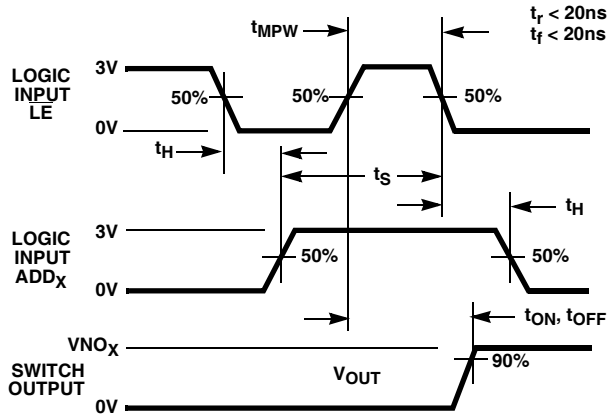 tr < 20ns
tf < 20ns
tMPW
LOGIC
INPUT
LE
3V
0V
50%
50%
50%
tH
tS
tH
LOGIC
INPUT
ADDX
3V
0V
50%
50%
tON, tOFF
SWITCH
OUTPUT
VNOX
0V
VOUT
90%